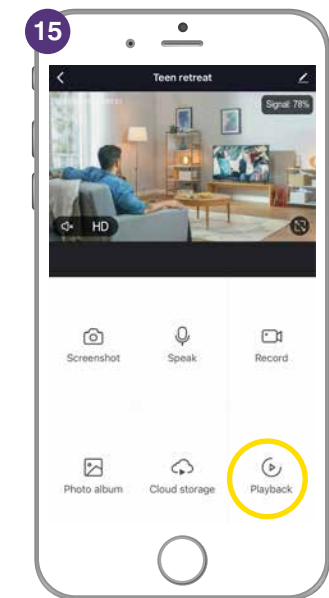 15
Teen retreat
Signal: 78%
HD
Screenshot
Speak
Record
Photo album
Cloud storage
Playback